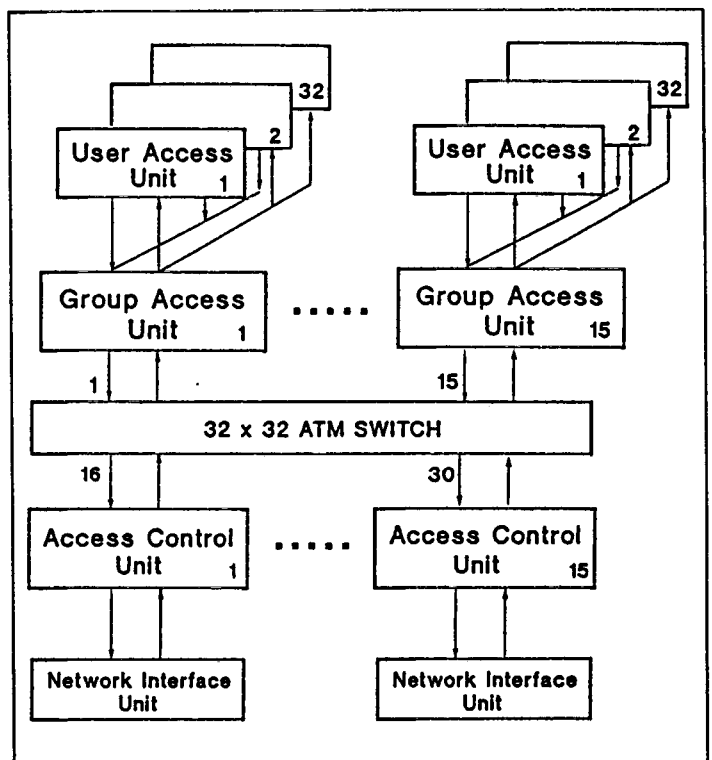 32
2
User Access
Unit 1
32
2
User Access
Unit 1
Group Access
Unit 1
.....
Group Access
Unit 15
1
15
32 x 32 ATM SWITCH
16
30
Access Control
Unit 1
.....
Access Control
Unit 15
Network Interface
Unit
Network Interface
Unit